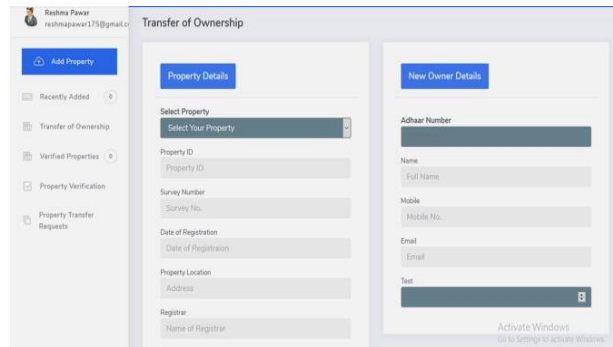 Reshma Pawar
reshmapawar175@gmail.c
Add Property
Recently Added 0
Transfer of Ownership
Verified Properties 0
Property Verification
Property Transfer
Requests
Transfer of Ownership
Property Details
Select Property
Select Your Property
Property ID
Property ID
Survey Number
Survey No.
Date of Registration
Date of Registraion
Property Location
Address
Registrar
Name of Registrar
New Owner Details
Adhaar Number
Name
Full Name
Mobile
Mobile No..
Email
Email
Test
Activate Windows
Go to Settings to activate Windows.